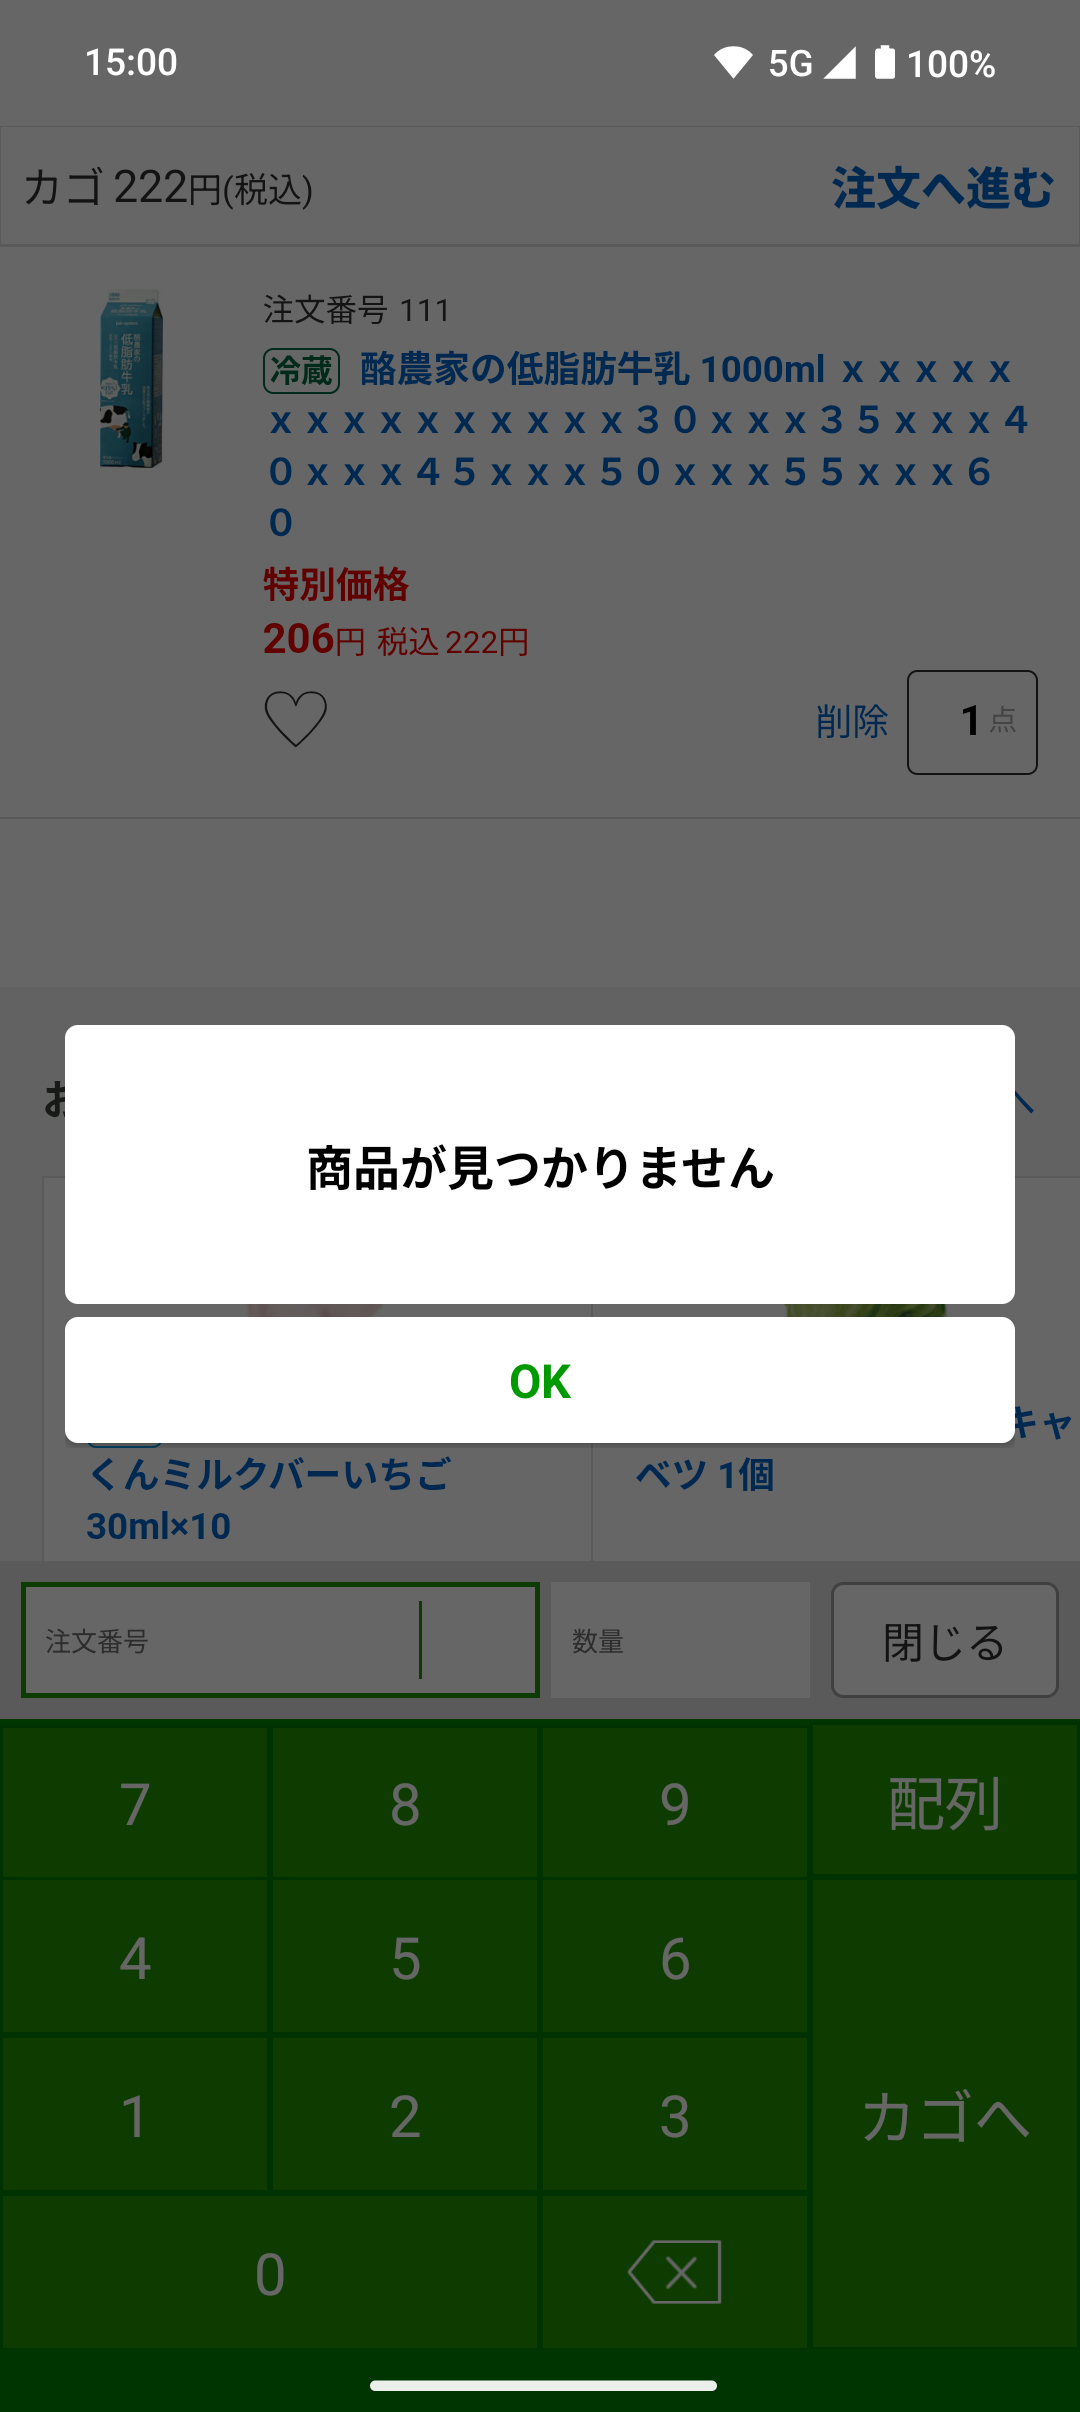 15:00 5G 100%
カゴ 222円(税込) 注文へ進む
注文番号 111
冷蔵 酪農家の低脂肪牛乳 1000ml ｘｘｘｘｘ
ｘｘｘｘｘｘｘｘｘｘ３０ｘｘｘ３５ｘｘｘ４
０ｘｘｘ４５ｘｘｘ５０ｘｘｘ５５ｘｘｘ６
０
特別価格
206円 税込 222円
削除 1 点
商品が見つかりません
OK
キャ
くんミルクバーいちご
30ml×10
ベツ 1個
注文番号 数量 閉じる
7 8 9 配列
4 5 6
1 2 3 カゴへ
0